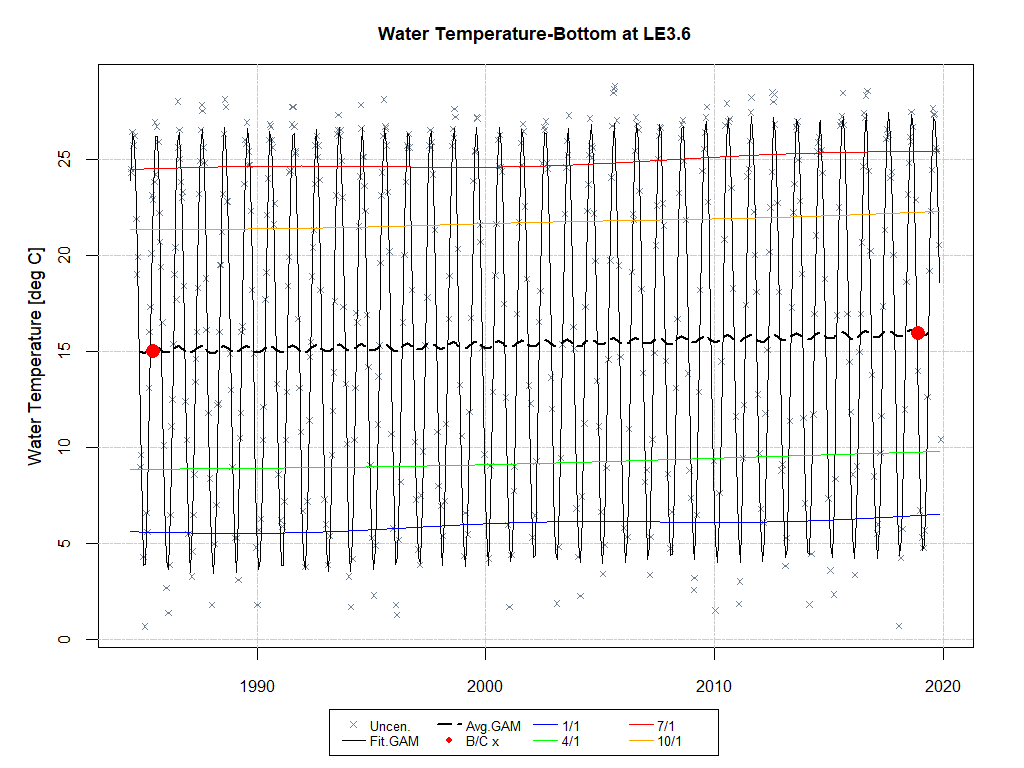 Water Temperature-Bottom at LE3.6
Water Temperature [deg C]
25
20
15
10
5
0
1990 2000 2010 2020
Uncen. Avg.GAM 1/1 7/1
Fit.GAM B/C x 4/1 10/1